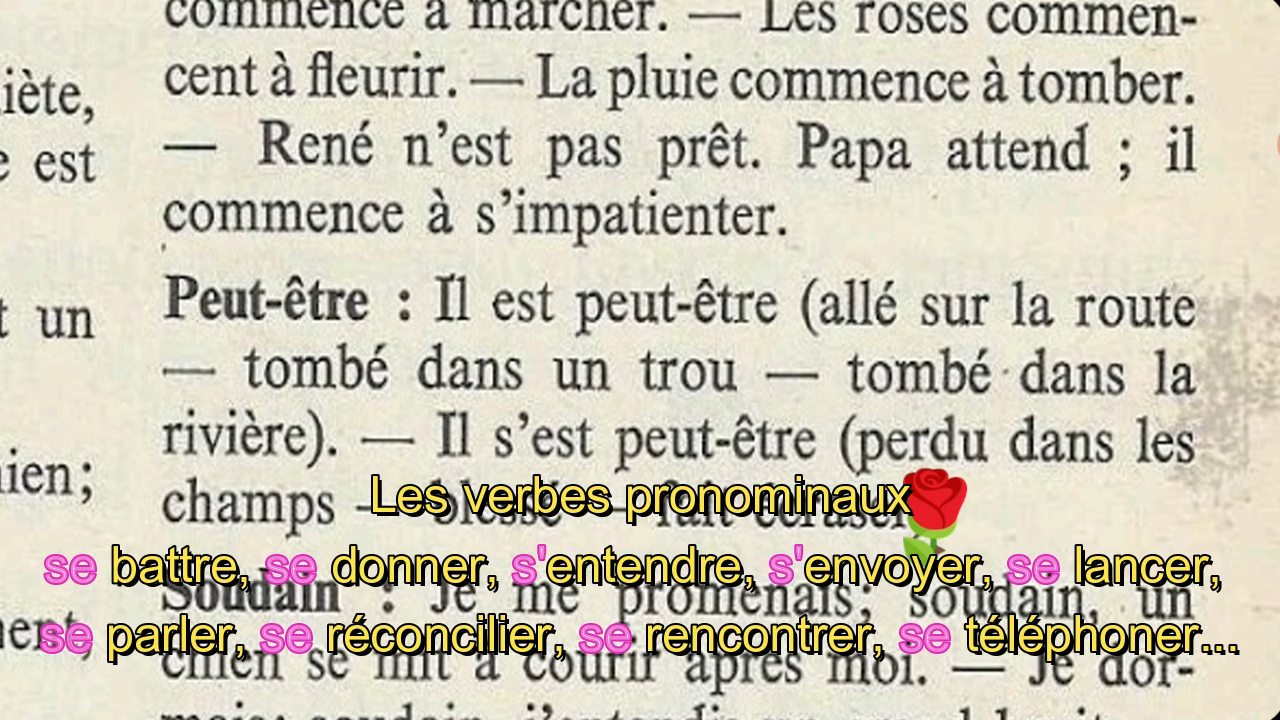 commence à marcher. — Les roses commen-
cent à fleurir. — La pluie commence à tomber.
— René n'est pas prêt. Papa attend ; il
commence à s'impatienter.
Peut-être : Il est peut-être (allé sur la route
— tombé dans un trou — tombé dans la
rivière). — Il s'est peut-être (perdu dans les
champs — blessé — fait écraser
Soudain : Je me promenais; soudain, un
chien se mit à courir après moi. — Je dor-
iète,
est
un
ien;
Les verbes pronominaux
se battre, se donner, s'entendre, s'envoyer, se lancer,
se parler, se réconcilier, se rencontrer, se téléphoner...